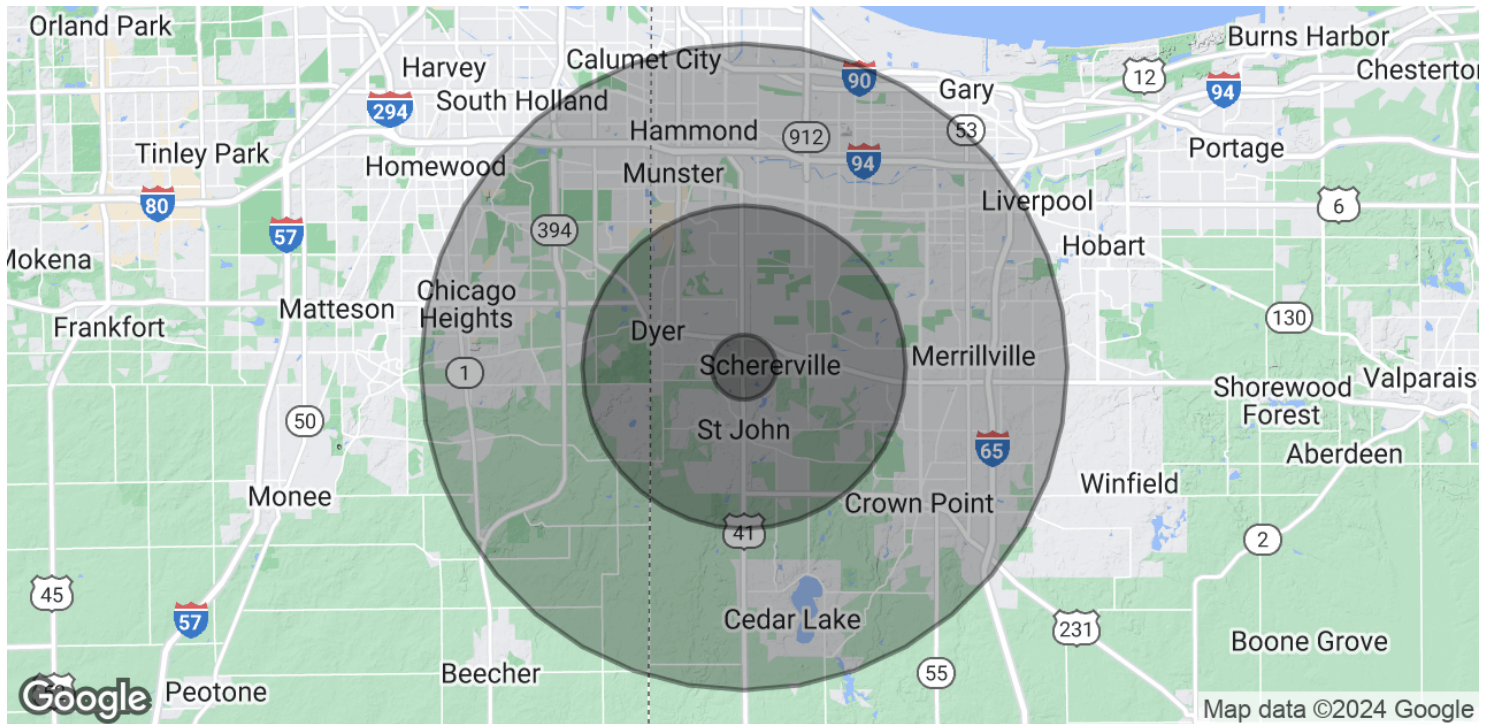 Orland Park
Burns Harbor
Calumet City
Harvey
12
90
Chesterton
94
Gary
294
South Holland
53
Hammond
912
Tinley Park
94
Portage
Homewood
Munster
80
Liverpool
6
394
57
Hobart
Mokena
Chicago
Heights
Matteson
130
Frankfort
Dyer
Schererville
Merrillville
1
Shorewood
Forest
Valparais
50
St John
65
Aberdeen
Winfield
Monee
Crown Point
41
2
45
57
Cedar Lake
231
Boone Grove
Beecher
55
Google
Peotone
Map data ©2024 Google